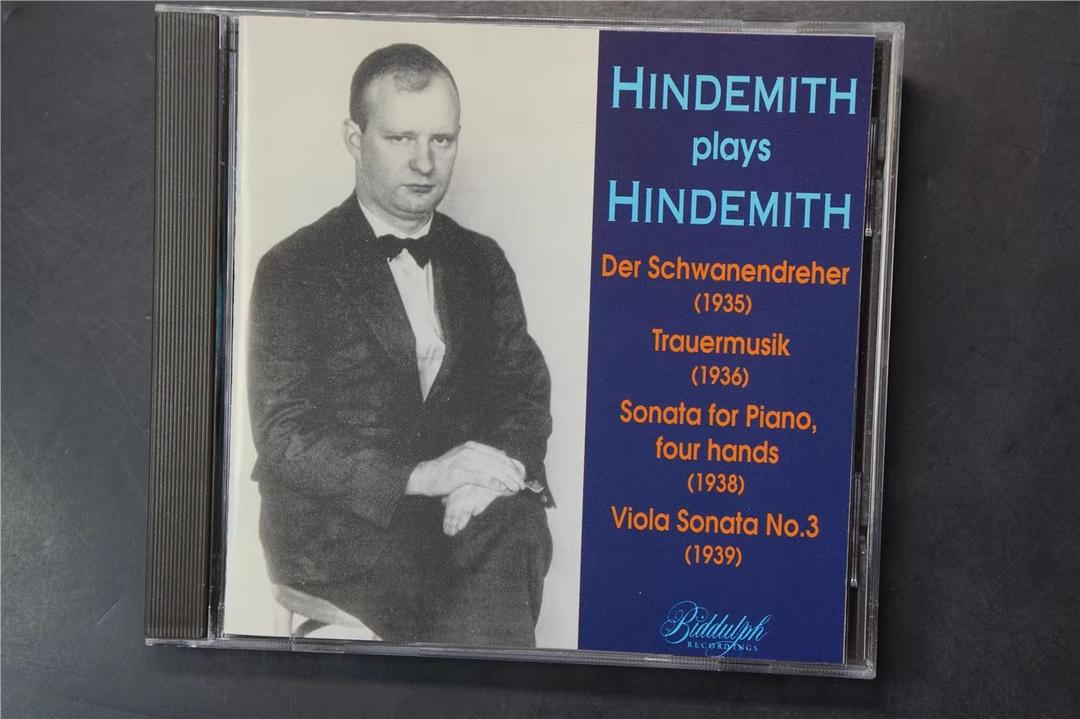 HINDEMITH
plays
HINDEMITH
Der Schwanendreher
(1935)
Trauermusik
(1936)
Sonata for Piano,
four hands
(1938)
Viola Sonata No.3
(1939)
Biddulph
RECORDINGS